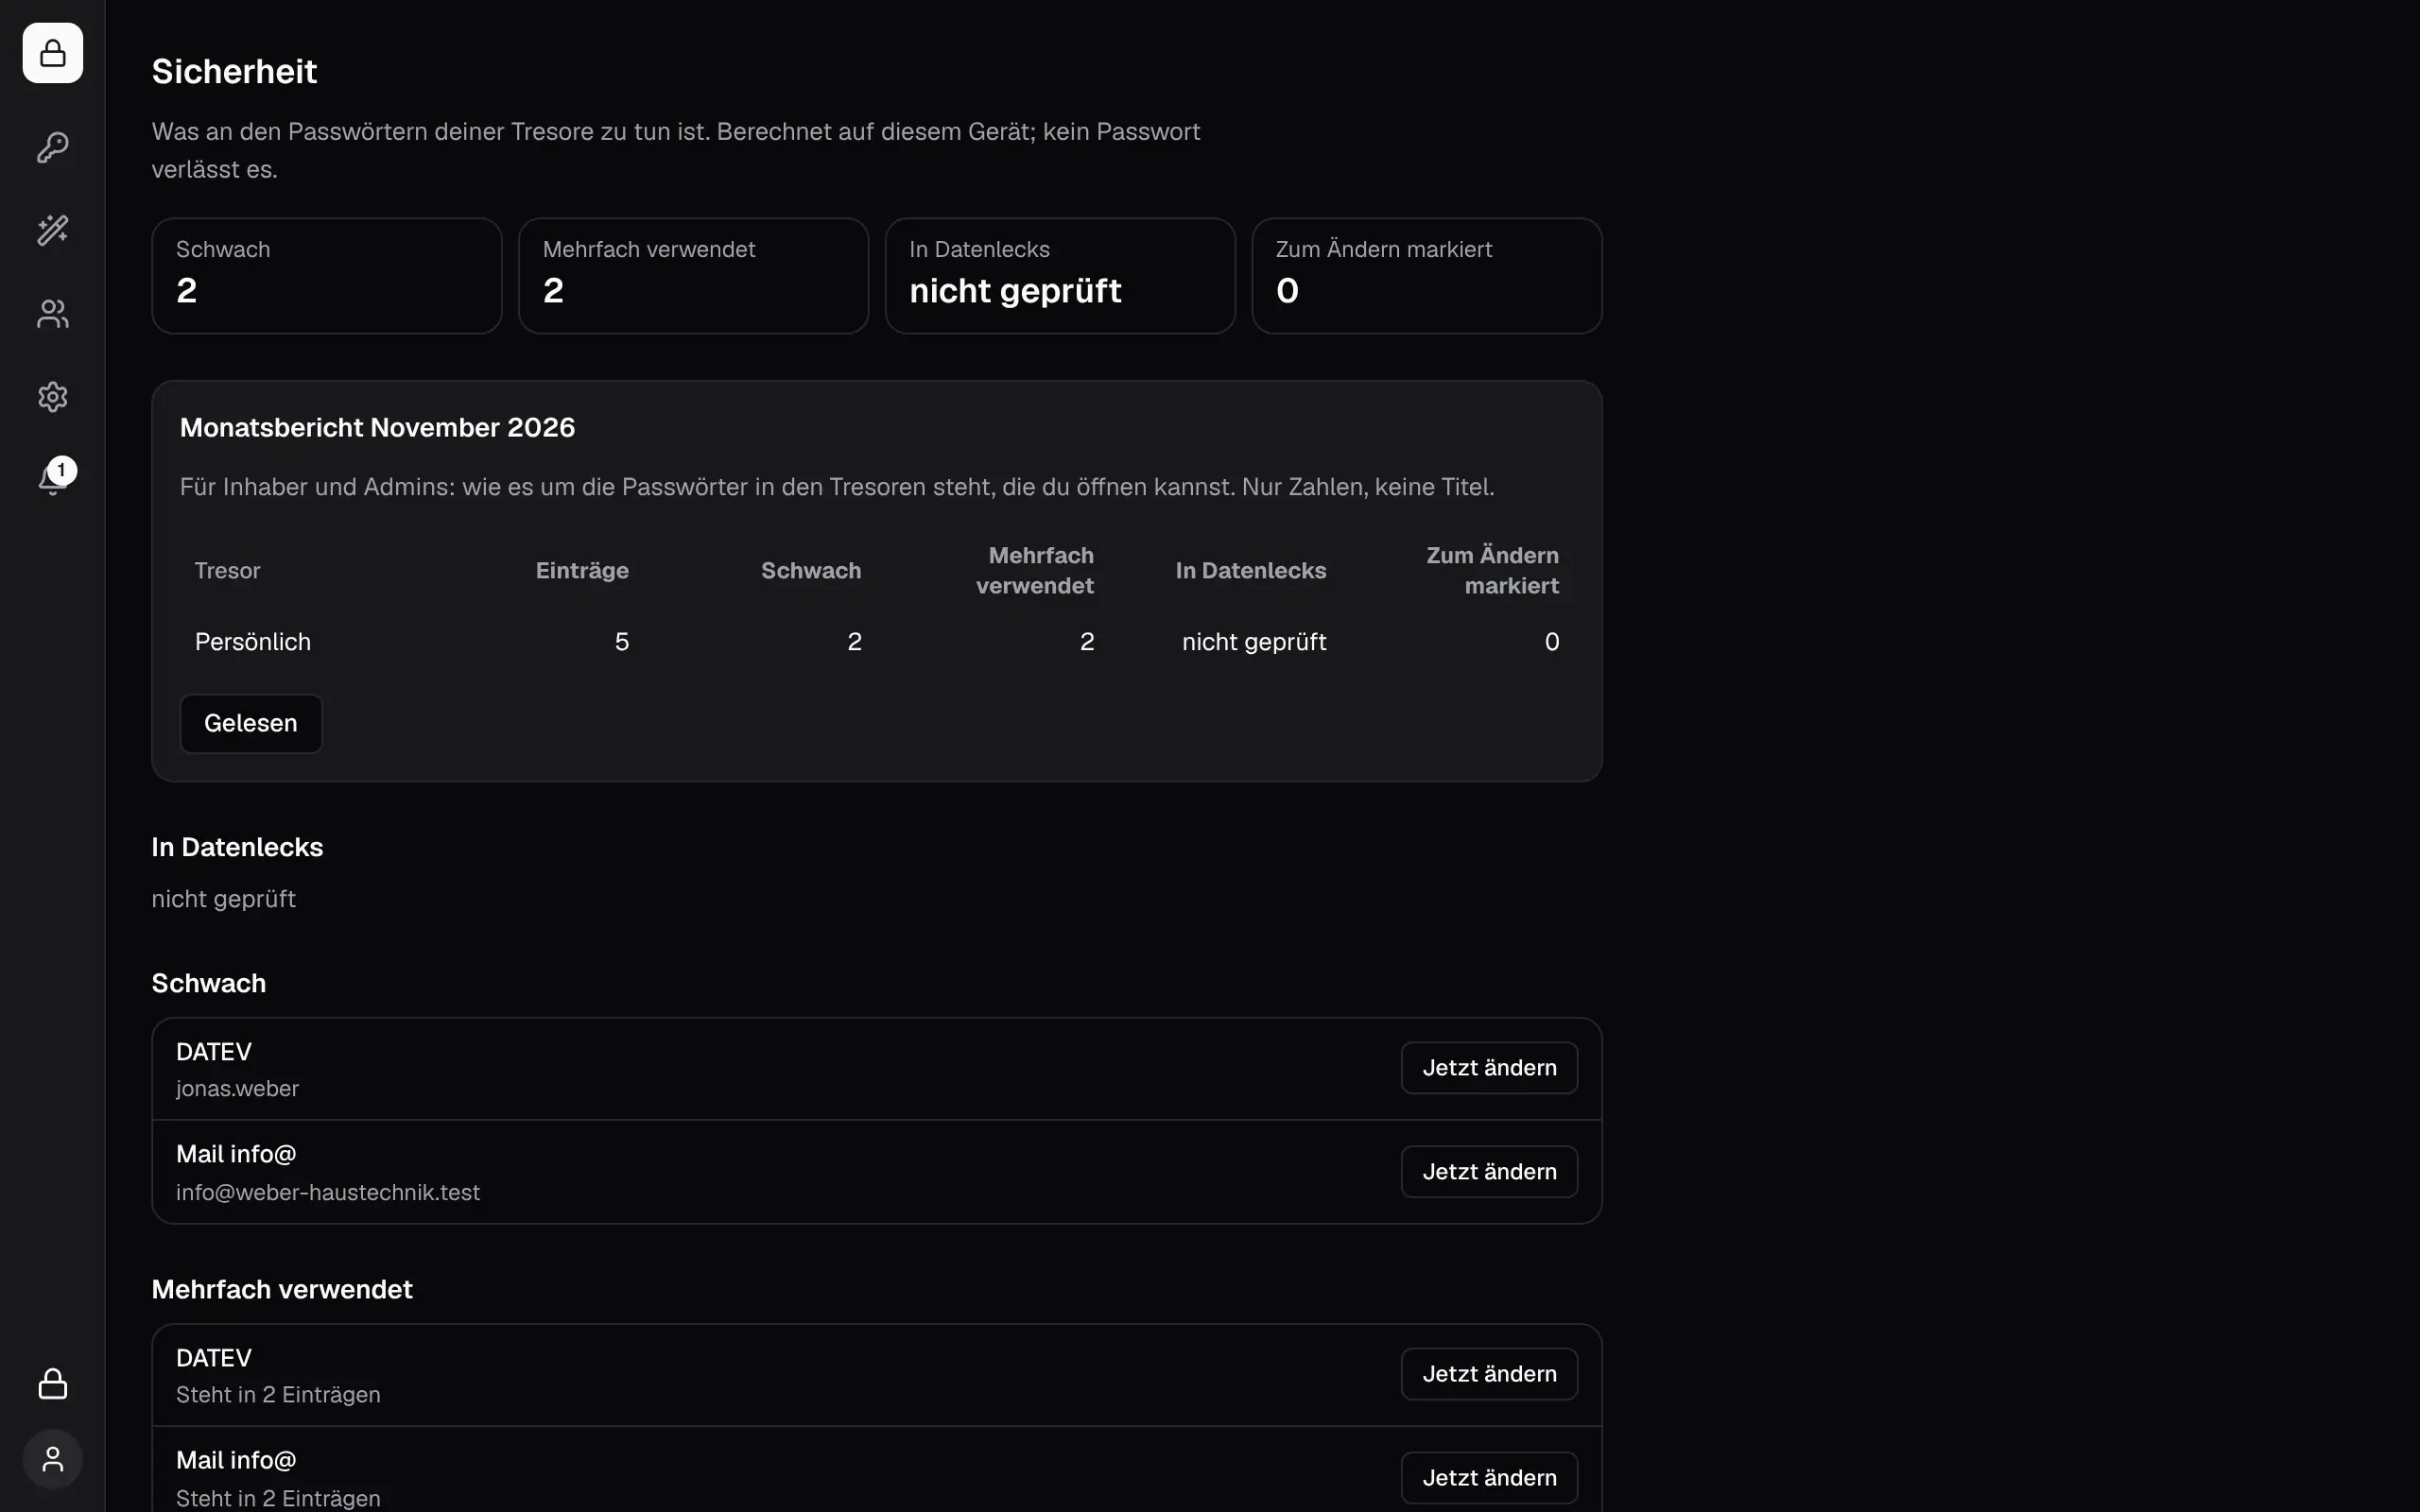 Sicherheit
Was an den Passwörtern deiner Tresore zu tun ist. Berechnet auf diesem Gerät; kein Passwort
verlässt es.
Schwach
2
Mehrfach verwendet
2
In Datenlecks
nicht geprüft
Zum Ändern markiert
0
1
Monatsbericht November 2026
Für Inhaber und Admins: wie es um die Passwörter in den Tresoren steht, die du öffnen kannst. Nur Zahlen, keine Titel.
Tresor Einträge Schwach Mehrfach verwendet In Datenlecks Zum Ändern markiert
Persönlich 5 2 2 nicht geprüft 0
Gelesen
In Datenlecks
nicht geprüft
Schwach
DATEV
jonas.weber
Jetzt ändern
Mail info@
info@weber-haustechnik.test
Jetzt ändern
Mehrfach verwendet
DATEV
Steht in 2 Einträgen
Jetzt ändern
Mail info@
Steht in 2 Einträgen
Jetzt ändern